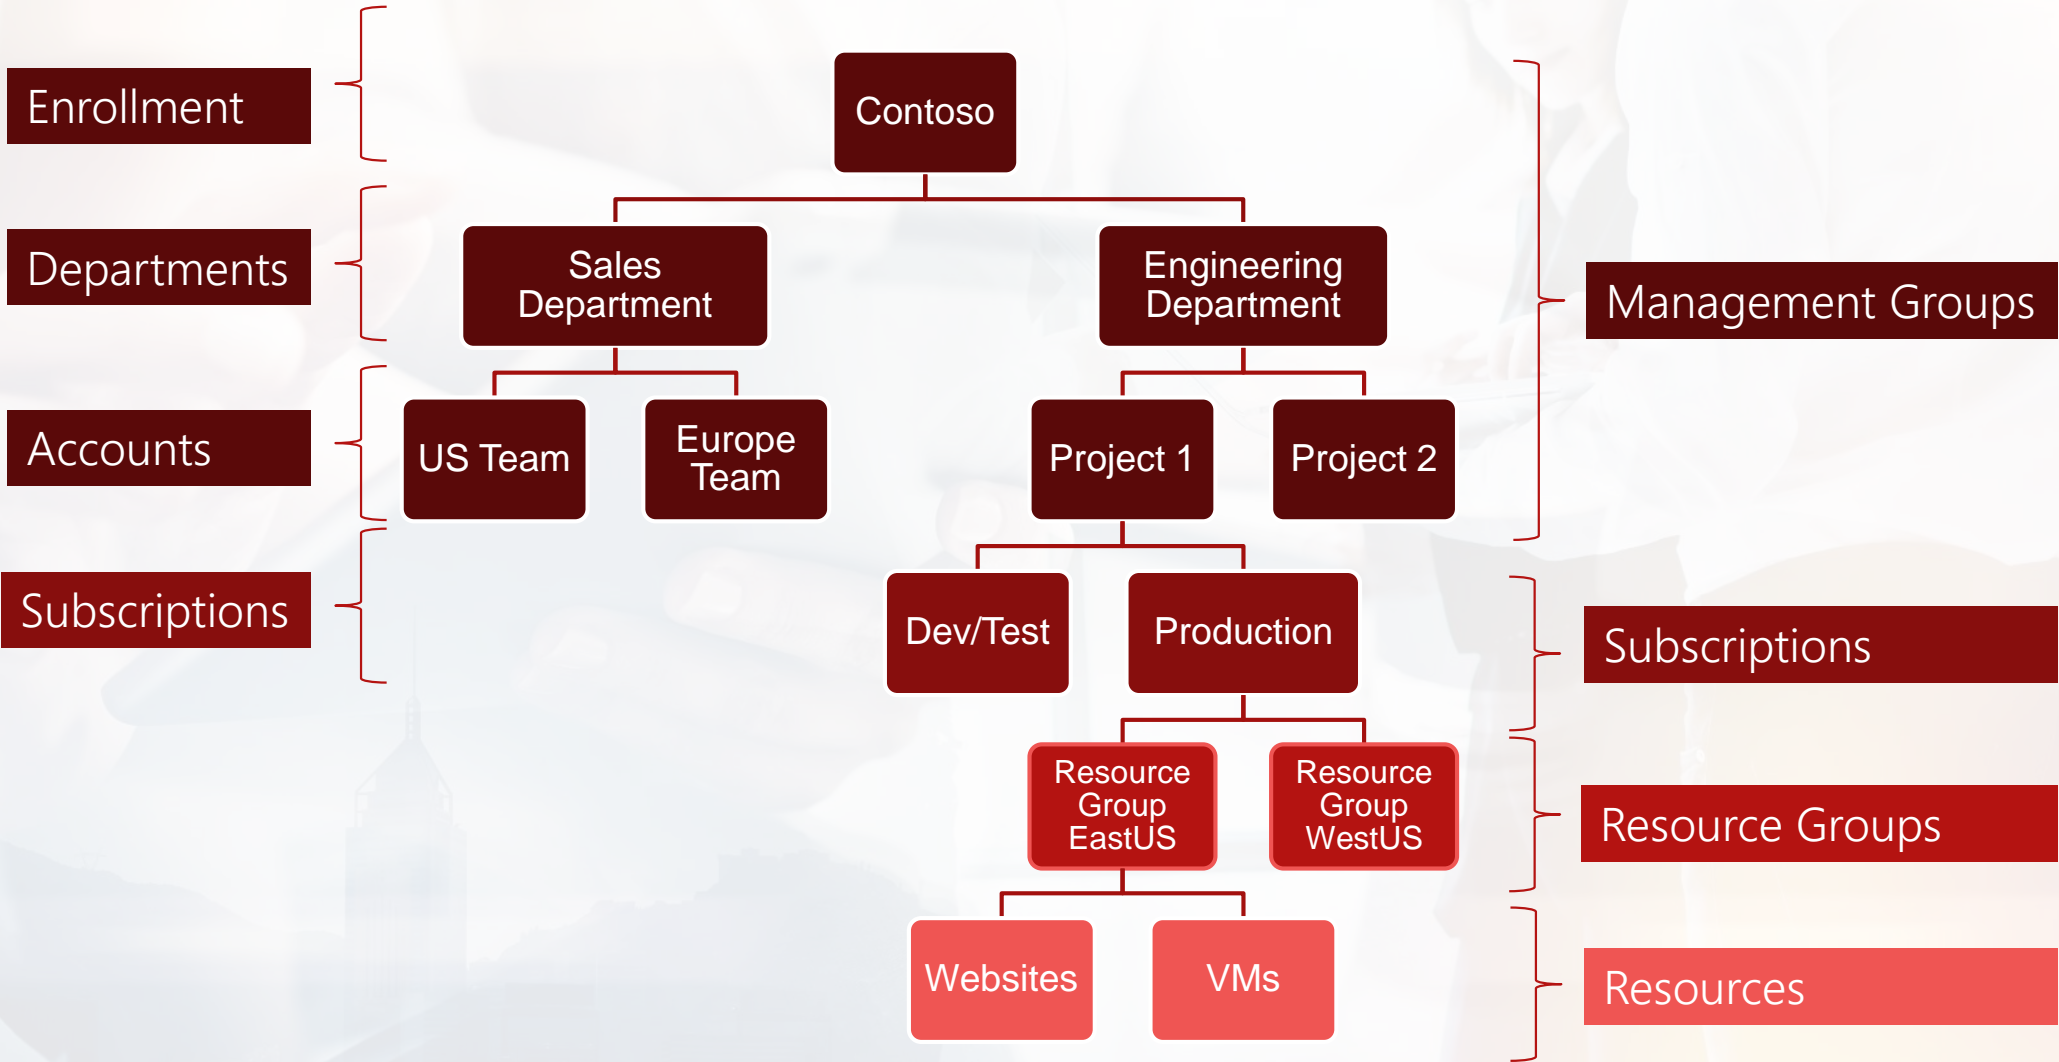 Enrollment
Contoso
Departments
Sales
Department
Engineering
Department
Management Groups
Accounts
US Team
Europe
Team
Project 1
Project 2
Subscriptions
Dev/Test
Production
Subscriptions
Resource
Group
EastUS
Resource
Group
WestUS
Resource Groups
Websites
VMs
Resources